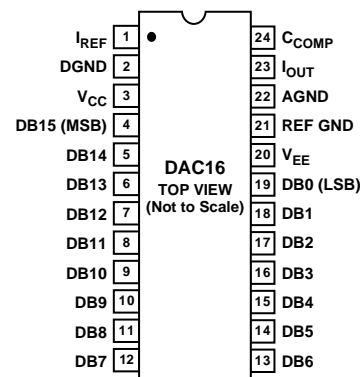 IREF 1 24 CCOMP
DGND 2 23 IOUT
VCC 3 22 AGND
DB15 (MSB) 4 21 REF GND
DB14 5 20 VEE
DB13 6 19 DB0 (LSB)
DB12 7 18 DB1
DB11 8 17 DB2
DB10 9 16 DB3
DB9 10 15 DB4
DB8 11 14 DB5
DB7 12 13 DB6
DAC16
TOP VIEW
(Not to Scale)